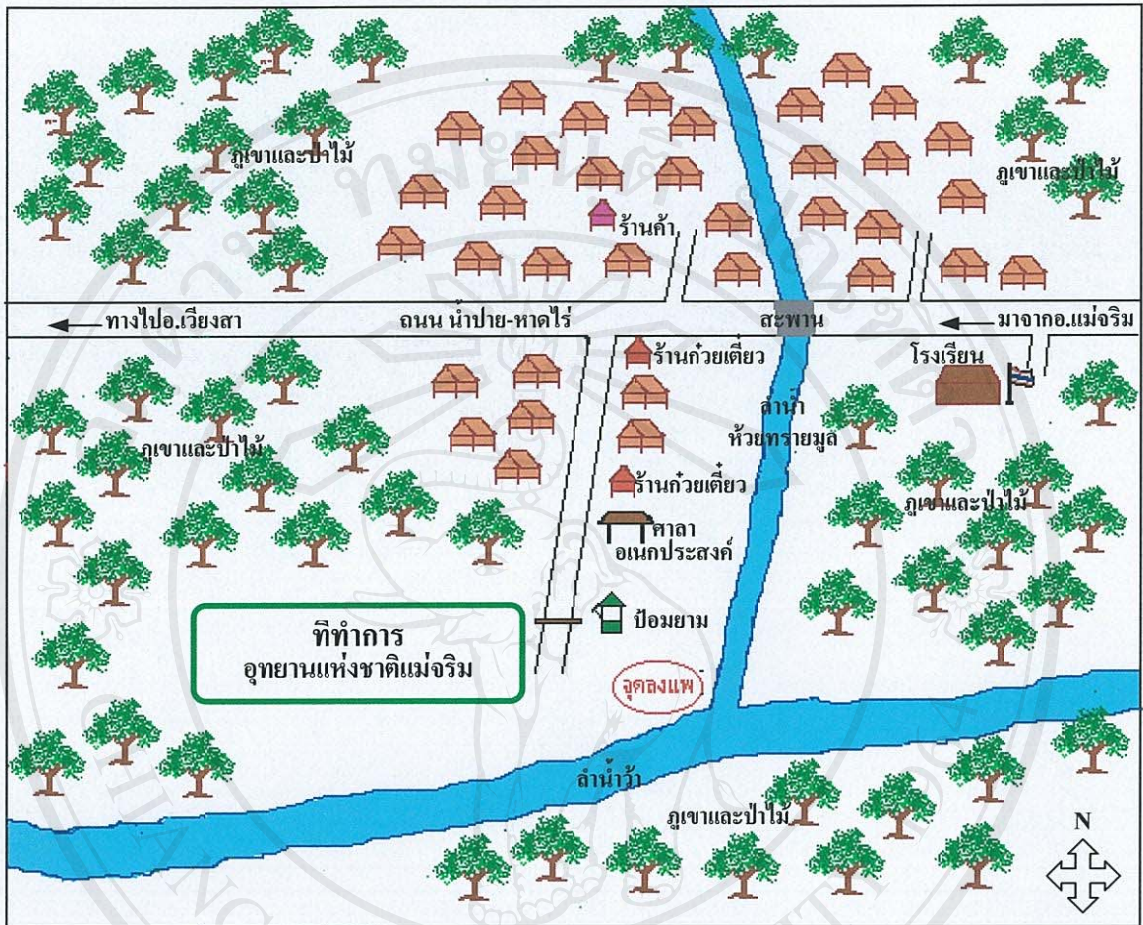 ภูเขาและป่าไม้
ภูเขาและป่าไม้
ร้านค้า
ทางไปอ.เวียงสา
ถนน น้ำปาย-หาดไร่
สะพาน
มาจากอ.แม่จริม
ร้านก๋วยเตี๋ยว
โรงเรียน
ลำน้ำ
ห้วยทรายมูล
ภูเขาและป่าไม้
ร้านก๋วยเตี๋ยว
ภูเขาและป่าไม้
ศาลา
อเนกประสงค์
ป้อมยาม
ที่ทำการ
อุทยานแห่งชาติแม่จริม
จุดลงแพ
ลำน้ำว้า
ภูเขาและป่าไม้
N